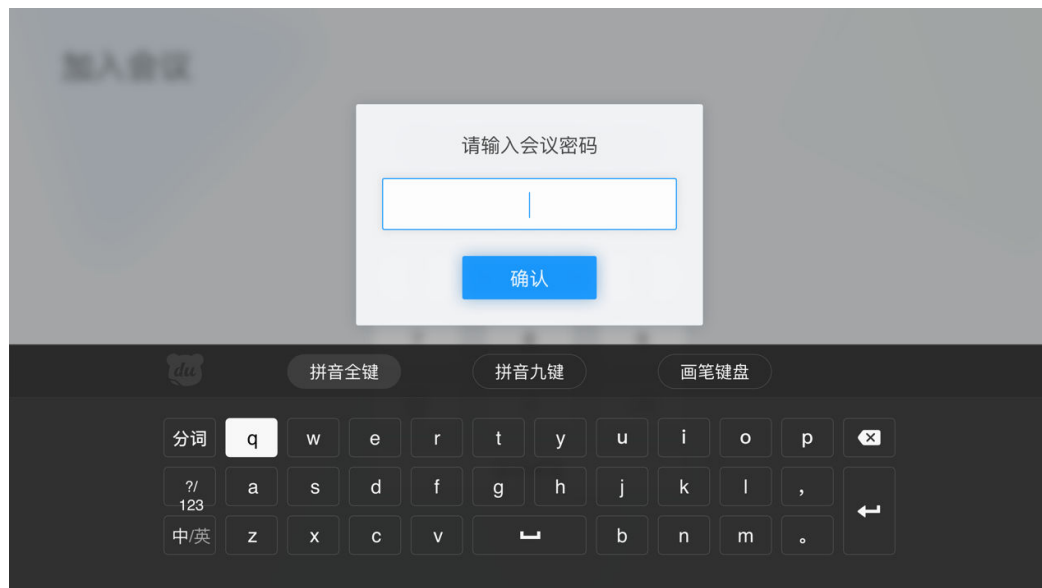 加入会议
请输入会议密码
确认
du
拼音全键
拼音九键
画笔键盘
分词 q w e r t y u i o p
?/123 a s d f g h j k l ，
中/英 z x c v b n m 。